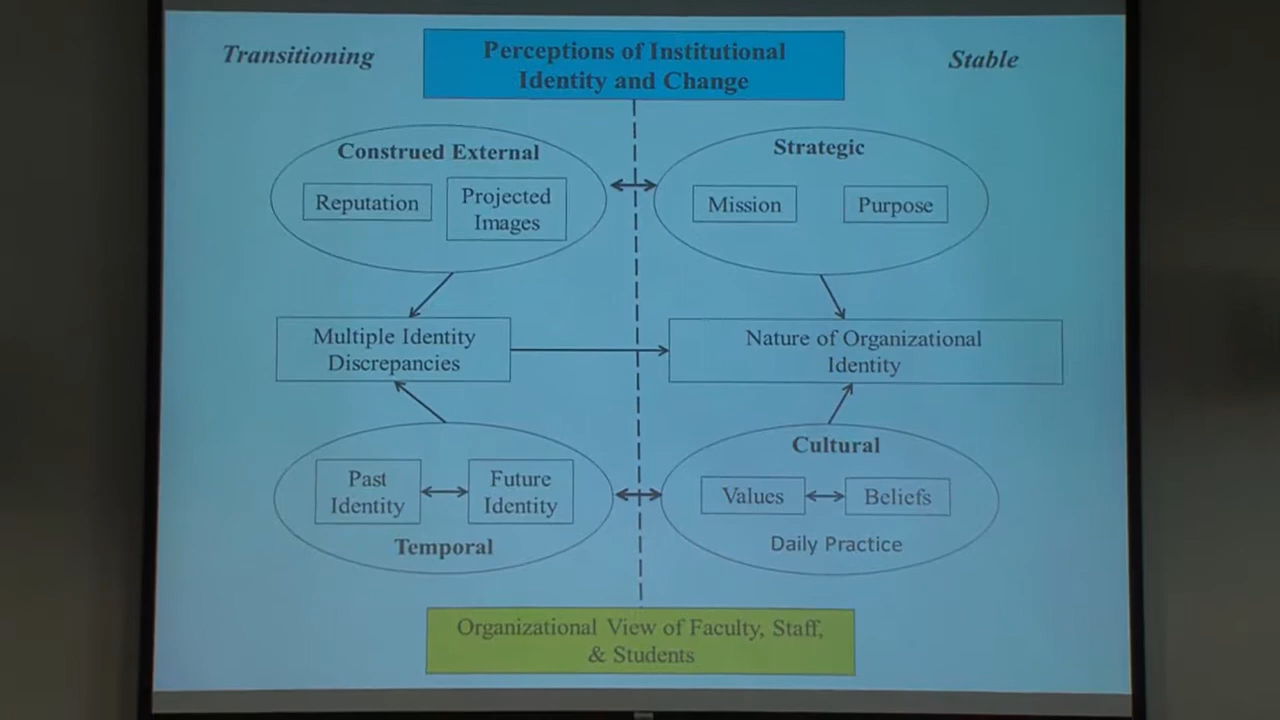 Transitioning
Perceptions of Institutional
Identity and Change
Stable
Construed External
Reputation
Projected
Images
Strategic
Mission
Purpose
Multiple Identity
Discrepancies
Nature of Organizational
Identity
Past
Identity
Future
Identity
Temporal
Cultural
Values
Beliefs
Daily Practice
Organizational View of Faculty, Staff,
& Students